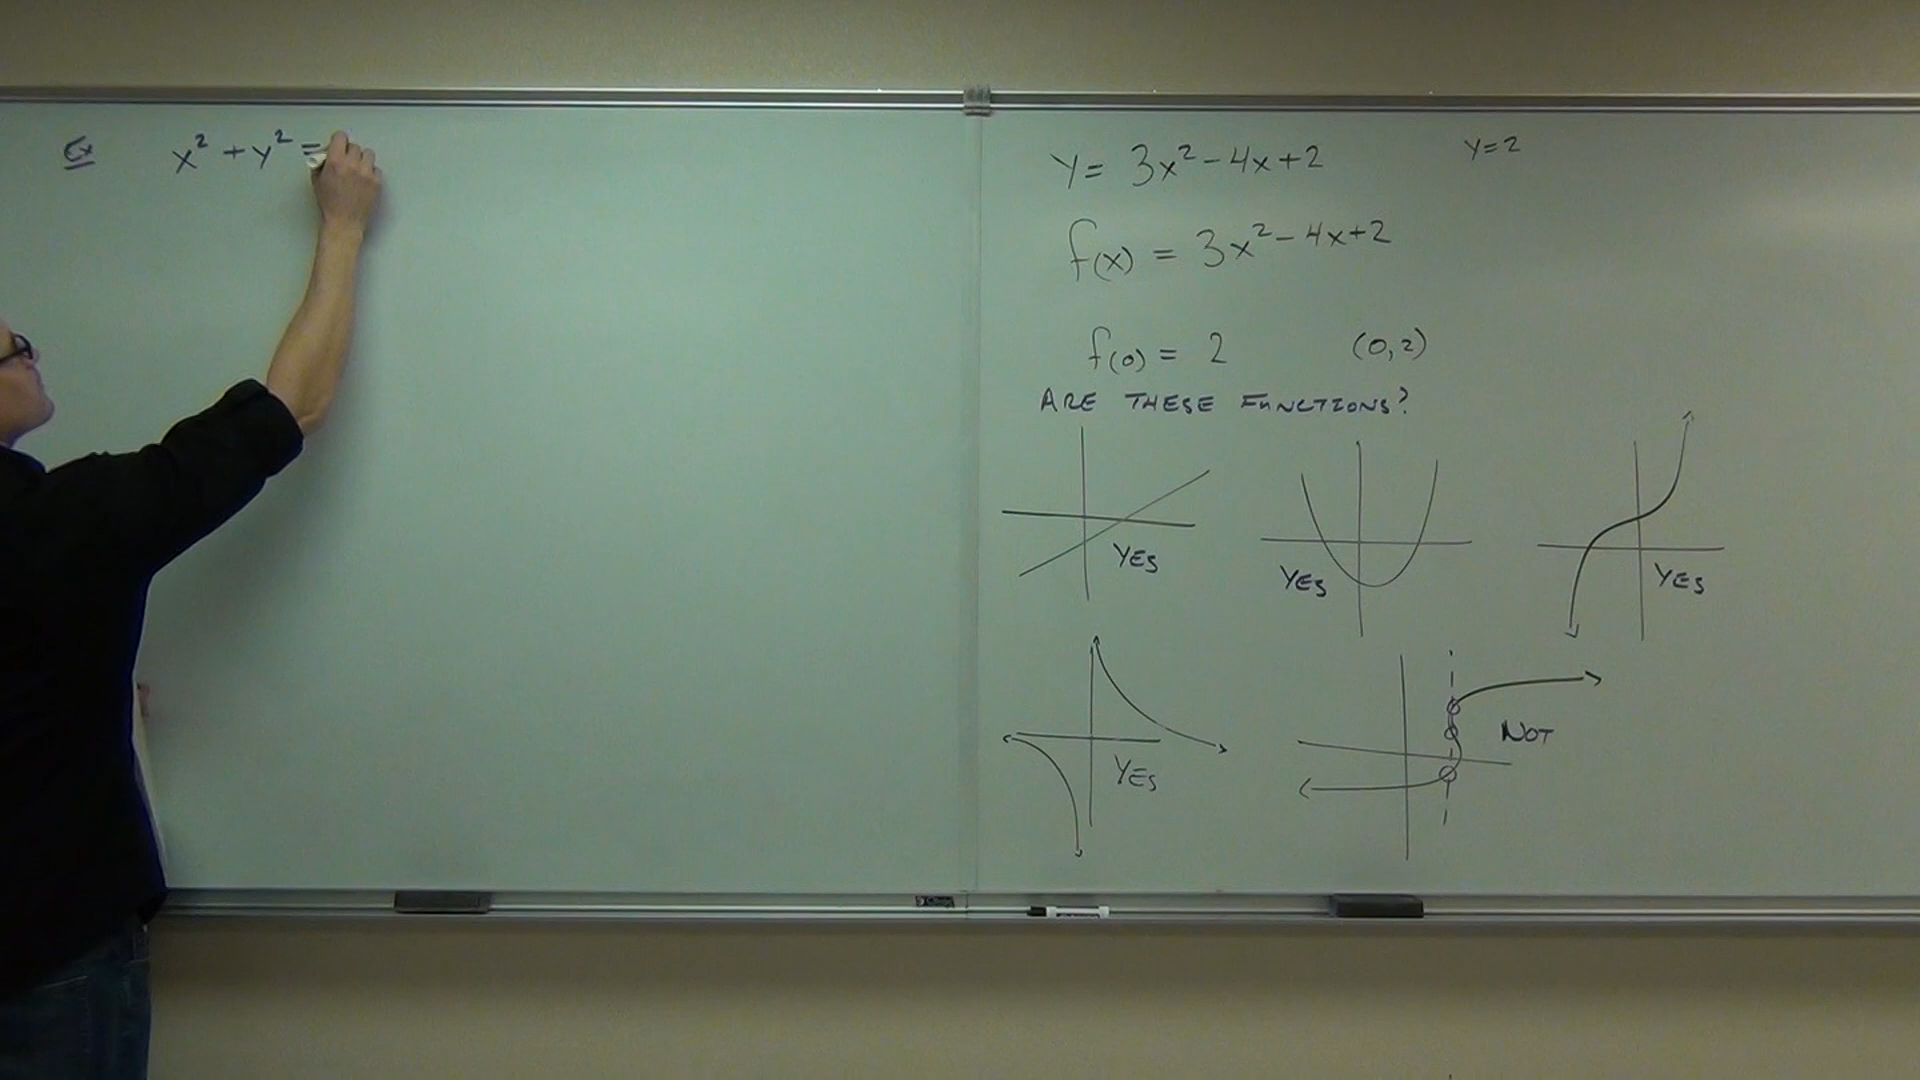 Ex x² + y² =
y = 3x² - 4x + 2 y = 2
f(x) = 3x² - 4x + 2
f(0) = 2 (0,2)
ARE THESE FUNCTIONS?
YES YES YES
YES NOT